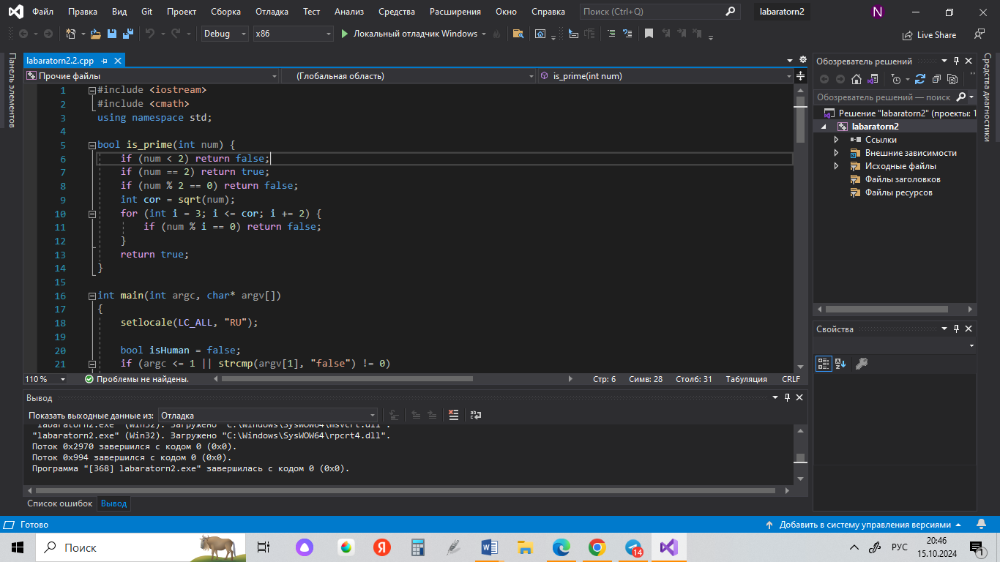 Файл Правка Вид Git Проект Сборка Отладка Тест Анализ Средства Расширения Окно Справка Поиск (Ctrl+Q) labaratorn2 N
Debug x86 Локальный отладчик Windows Live Share
Панель элементов
labaratorn2.2.cpp
Прочие файлы (Глобальная область) is_prime(int num)
1 #include <iostream>
2 #include <cmath>
3 using namespace std;
4
5 bool is_prime(int num) {
6 if (num < 2) return false;
7 if (num == 2) return true;
8 if (num % 2 == 0) return false;
9 int cor = sqrt(num);
10 for (int i = 3; i <= cor; i += 2) {
11 if (num % i == 0) return false;
12 }
13 return true;
14 }
15
16 int main(int argc, char* argv[])
17 {
18 setlocale(LC_ALL, "RU");
19
20 bool isHuman = false;
21 if (argc <= 1 || strcmp(argv[1], "false") != 0)
110 % Проблемы не найдены. Стр: 6 Симв: 28 Столб: 31 Табуляция CRLF
Вывод
Показать выходные данные из: Отладка
"labaratorn2.exe" (Win32). Загружено "C:\Windows\SysWOW64\msvcrt.dll".
"labaratorn2.exe" (Win32). Загружено "C:\Windows\SysWOW64\rpcrt4.dll".
Поток 0x2970 завершился с кодом 0 (0x0).
Поток 0x994 завершился с кодом 0 (0x0).
Программа "[368] labaratorn2.exe" завершилась с кодом 0 (0x0).
Список ошибок Вывод
Обозреватель решений
Обозреватель решений — поиск
Решение "labaratorn2" (проекты: 1
labaratorn2
Ссылки
Внешние зависимости
Исходные файлы
Файлы заголовков
Файлы ресурсов
Свойства
Средства диагностики
Готово Добавить в систему управления версиями
Поиск Я 14 РУС 20:46
15.10.2024 1